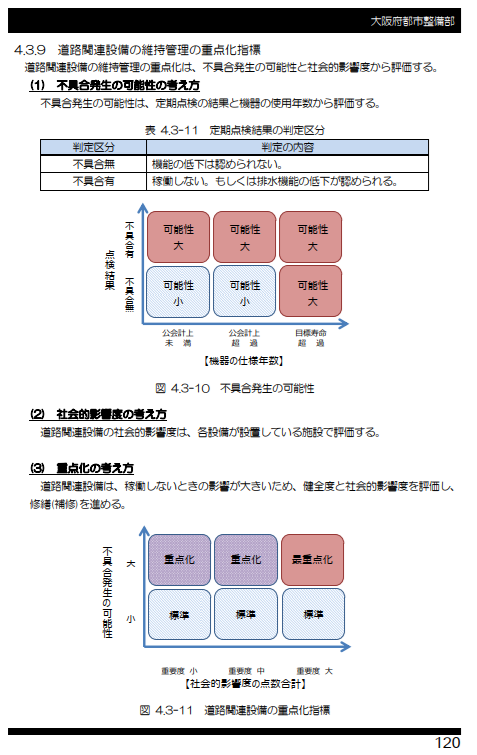 大阪府都市整備部
4.3.9 道路関連設備の維持管理の重点化指標
道路関連設備の維持管理の重点化は、不具合発生の可能性と社会的影響度から評価する。
(1) 不具合発生の可能性の考え方
不具合発生の可能性は、定期点検の結果と機器の使用年数から評価する。
表 4.3-11 定期点検結果の判定区分
判定区分 判定の内容
不具合無 機能の低下は認められない。
不具合有 稼働しない。もしくは排水機能の低下が認められる。
点検結果
不具合有
可能性 大 可能性 大 可能性 大
不具合無
可能性 小 可能性 小 可能性 大
公会計上 未 満 公会計上 超 過 目標寿命 超 過
【機器の仕様年数】
図 4.3-10 不具合発生の可能性
(2) 社会的影響度の考え方
道路関連設備の社会的影響度は、各設備が設置している施設で評価する。
(3) 重点化の考え方
道路関連設備は、稼働しないときの影響が大きいため、健全度と社会的影響度を評価し、
修繕(補修)を進める。
不具合発生の可能性
大 重点化 重点化 最重点化
小 標準 標準 標準
重要度 小 重要度 中 重要度 大
【社会的影響度の点数合計】
図 4.3-11 道路関連設備の重点化指標
120